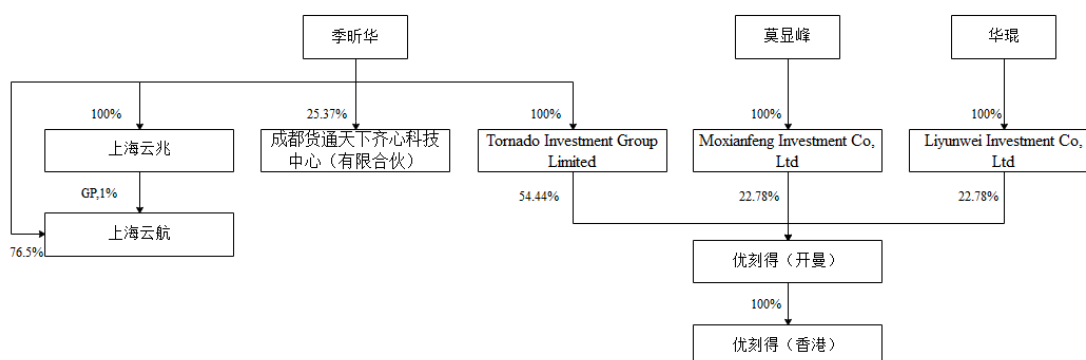 季昕华
莫显峰
华琨
100%
25.37%
100%
100%
100%
上海云兆
成都货通天下齐心科技
中心（有限合伙）
Tornado Investment Group
Limited
Moxianfeng Investment Co,
Ltd
Liyunwei Investment Co,
Ltd
GP,1%
54.44%
22.78%
22.78%
上海云航
76.5%
优刻得（开曼）
100%
优刻得（香港）